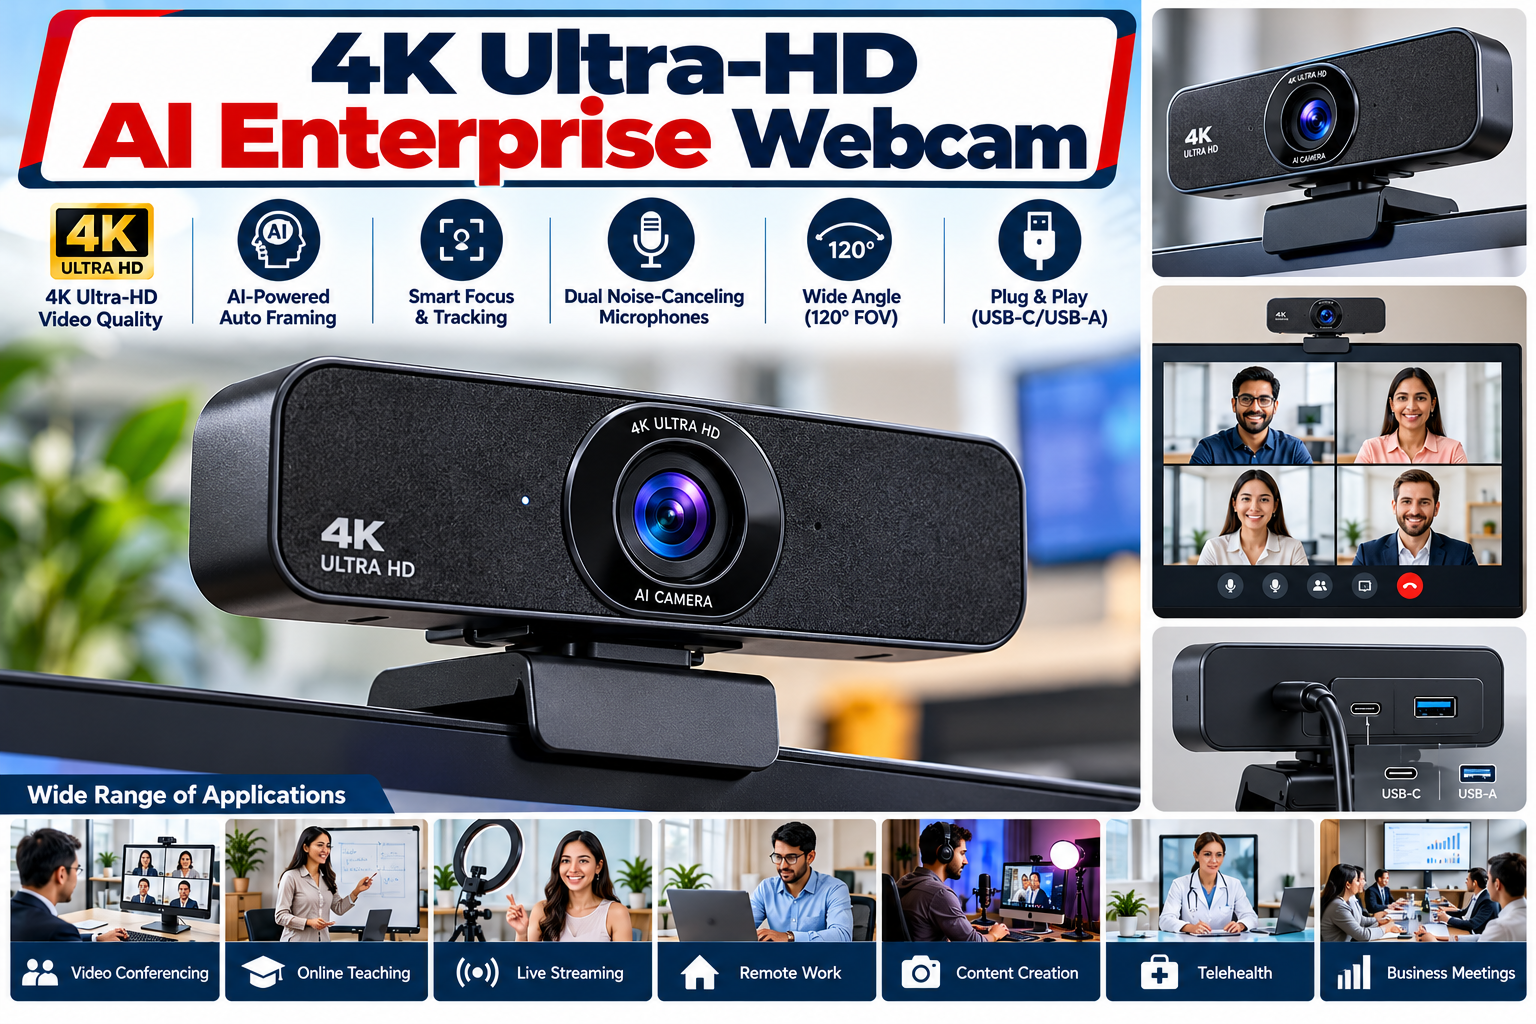 4K Ultra-HD
AI Enterprise Webcam
4K
ULTRA HD
4K Ultra-HD
Video Quality
AI
AI-Powered
Auto Framing
Smart Focus
& Tracking
Dual Noise-Canceling
Microphones
120°
Wide Angle
(120° FOV)
Plug & Play
(USB-C/USB-A)
4K ULTRA HD
4K
ULTRA HD
AI CAMERA
4K ULTRA HD
4K
ULTRA HD
AI CAMERA
4K
USB-C
USB-A
Wide Range of Applications
Video Conferencing
Online Teaching
Live Streaming
Remote Work
Content Creation
Telehealth
Business Meetings